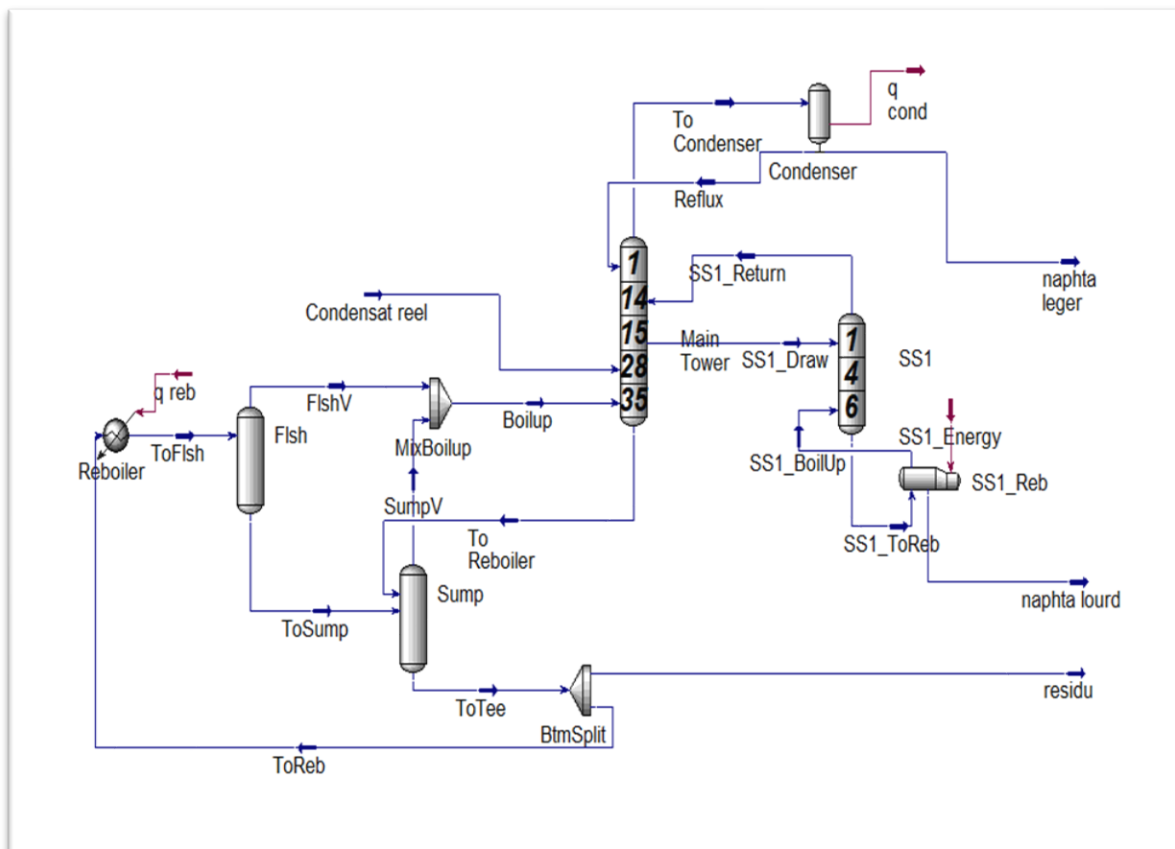 q
cond
To
Condenser
Condenser
Reflux
1
14
15
28
35
SS1_Return
naphta
leger
Condensat reel
Main
Tower
SS1_Draw
1
4
6
SS1
q reb
FlshV
Flsh
Boilup
MixBoilup
ToFlsh
Reboiler
SS1_Energy
SS1_BoilUp
SS1_Reb
SumpV
To
Reboiler
SS1_ToReb
Sump
naphta lourd
ToSump
residu
ToTee
BtmSplit
ToReb